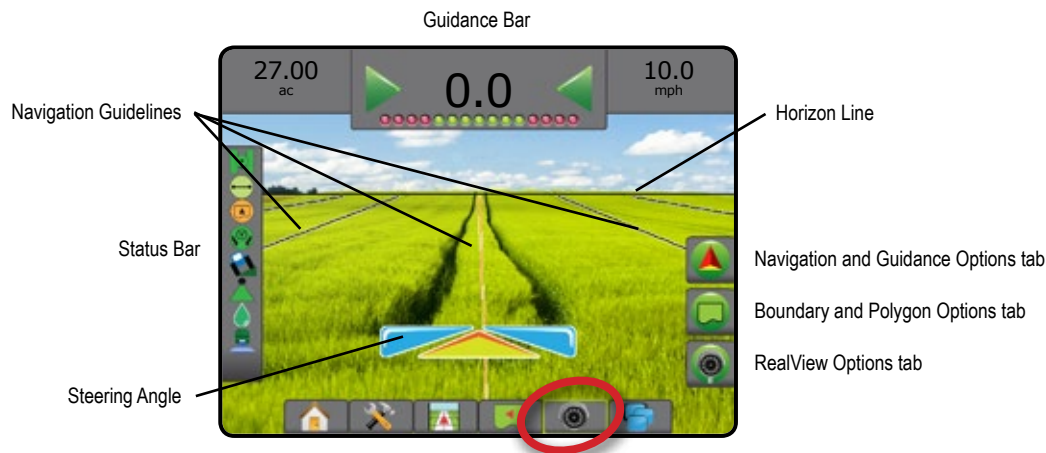 Guidance Bar
27.00
ac
0.0
10.0
mph
Navigation Guidelines
Horizon Line
Status Bar
Navigation and Guidance Options tab
Boundary and Polygon Options tab
RealView Options tab
Steering Angle